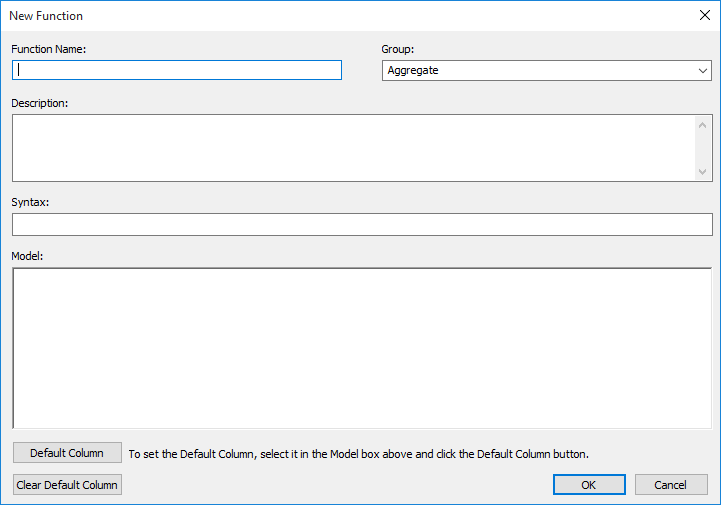 New Function
Function Name:
Group:
Aggregate
Description:
Syntax:
Model:
Default Column
To set the Default Column, select it in the Model box above and click the Default Column button.
Clear Default Column
OK
Cancel